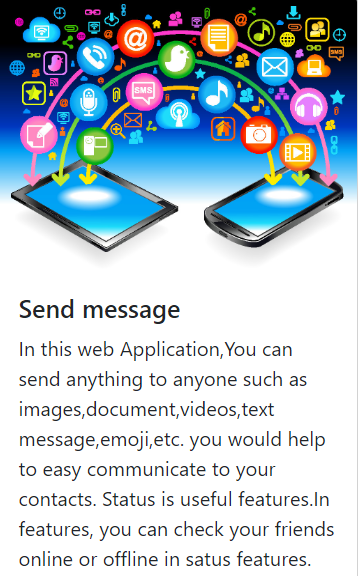 @
SMS
SMS
Send message
In this web Application,You can
send anything to anyone such as
images,document,videos,text
message,emoji,etc. you would help
to easy communicate to your
contacts. Status is useful features.In
features, you can check your friends
online or offline in satus features.